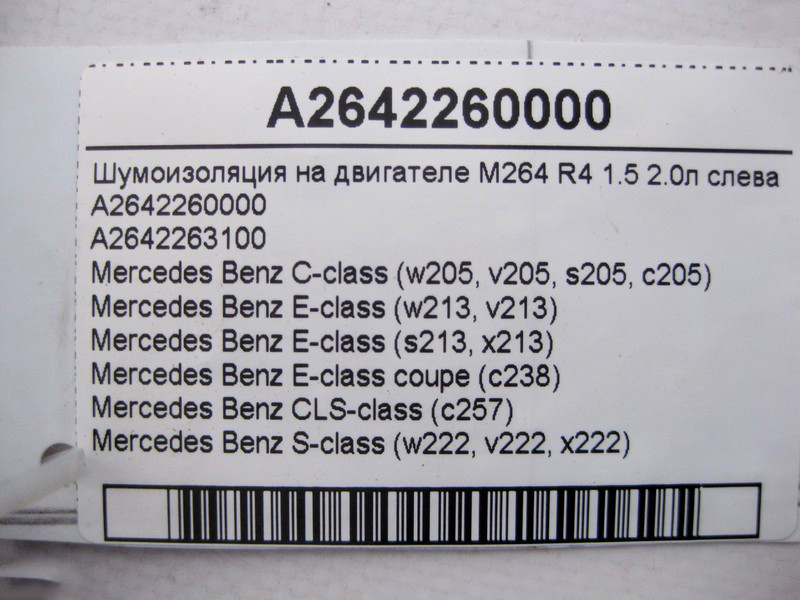 A2642260000
Шумоизоляция на двигателе M264 R4 1.5 2.0л слева
A2642260000
A2642263100
Mercedes Benz C-class (w205, v205, s205, c205)
Mercedes Benz E-class (w213, v213)
Mercedes Benz E-class (s213, x213)
Mercedes Benz E-class coupe (c238)
Mercedes Benz CLS-class (c257)
Mercedes Benz S-class (w222, v222, x222)